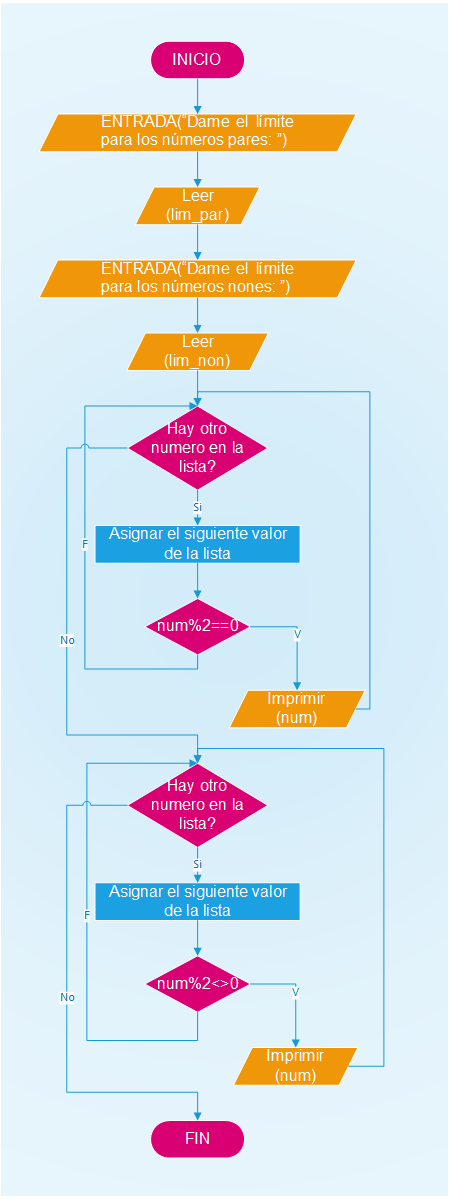 INICIO
ENTRADA(“Dame el límite
para los números pares: ”)
Leer
(lim_par)
ENTRADA(“Dame el límite
para los números nones: ”)
Leer
(lim_non)
Hay otro
numero en la
lista?
Si
Asignar el siguiente valor
de la lista
F
num%2==0
V
No
Imprimir
(num)
Hay otro
numero en la
lista?
Si
Asignar el siguiente valor
de la lista
F
num%2<>0
V
No
Imprimir
(num)
FIN